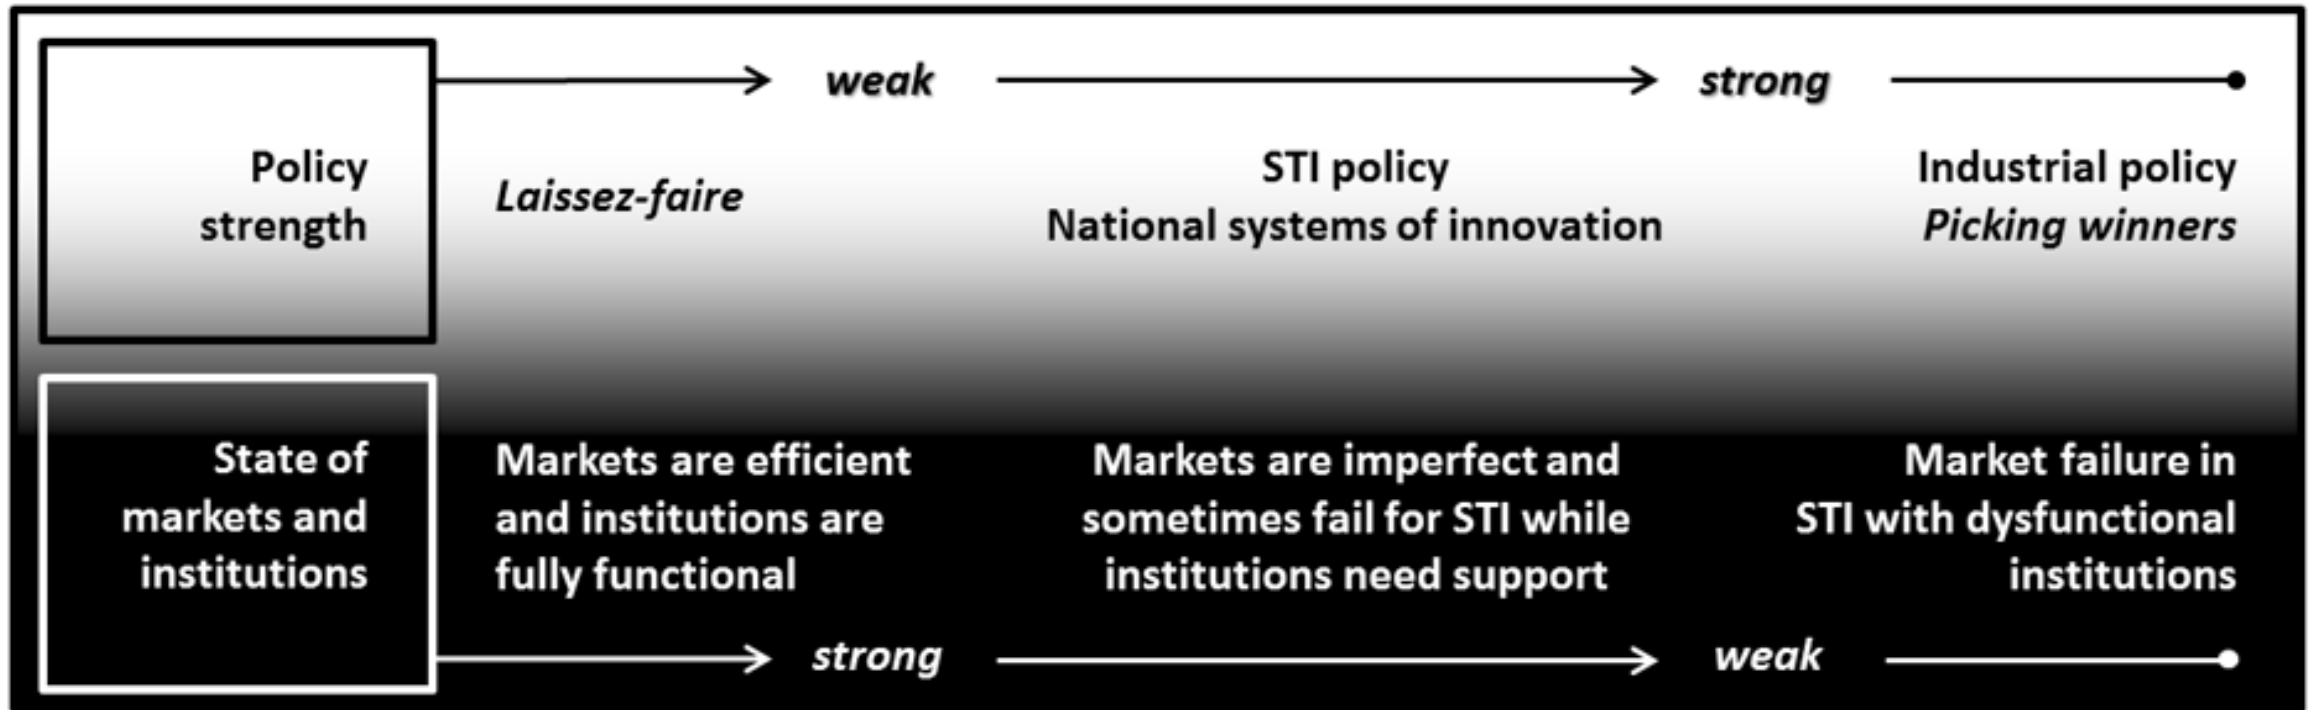 weak
strong
Policy
strength
Laissez-faire
STI policy
National systems of innovation
Industrial policy
Picking winners
State of
markets and
institutions
Markets are efficient
and institutions are
fully functional
Markets are imperfect and
sometimes fail for STI while
institutions need support
Market failure in
STI with dysfunctional
institutions
strong
weak